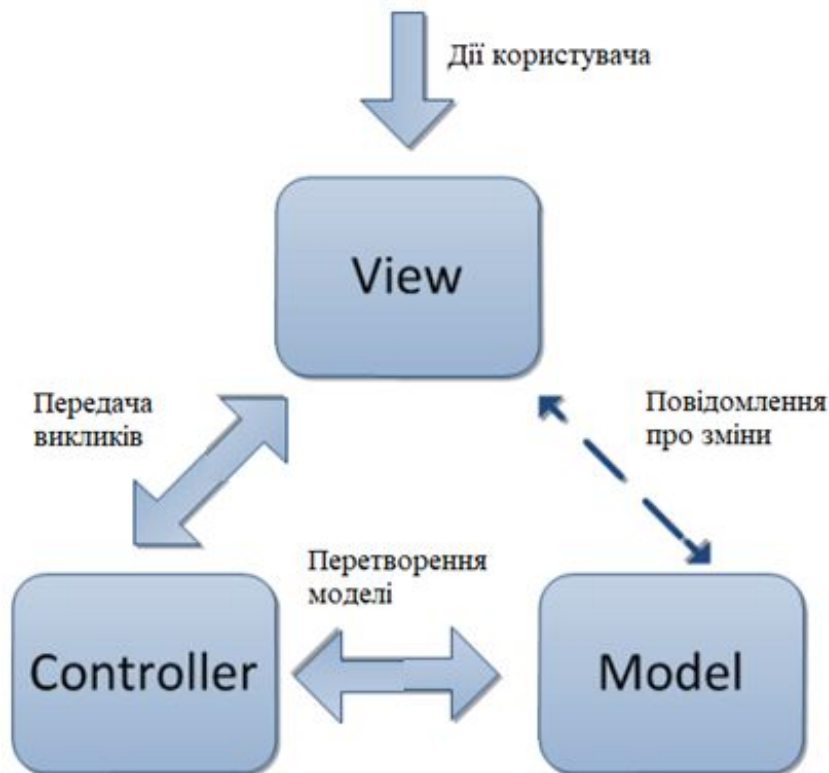 Дії користувача
View
Передача
викликів
Повідомлення
про зміни
Перетворення
моделі
Controller
Model